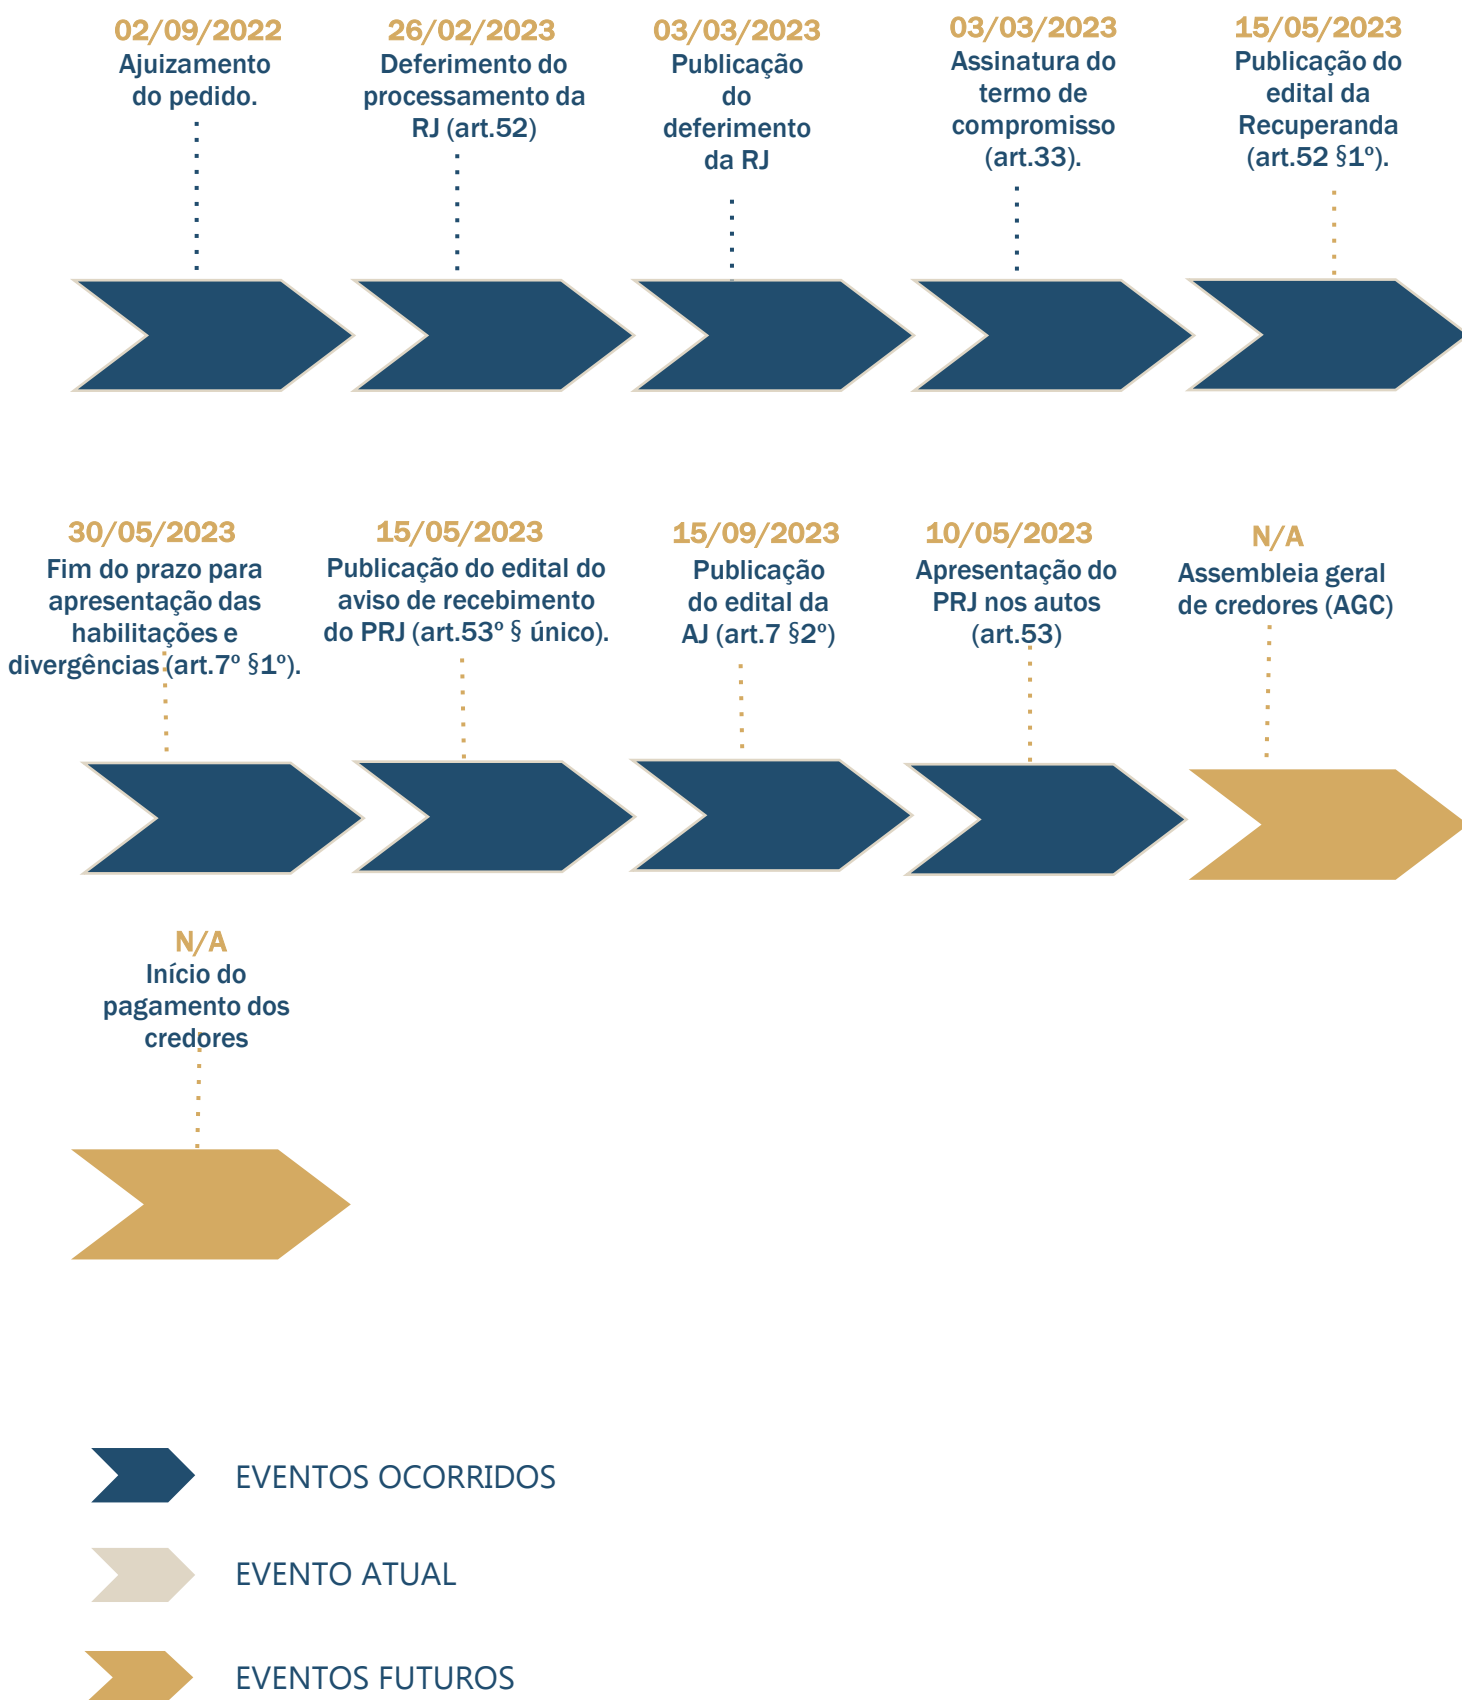 02/09/2022
Ajuizamento
do pedido.
26/02/2023
Deferimento do
processamento da
RJ (art.52)
03/03/2023
Publicação
do
deferimento
da RJ
03/03/2023
Assinatura do
termo de
compromisso
(art.33).
15/05/2023
Publicação do
edital da
Recuperanda
(art.52 §1º).
30/05/2023
Fim do prazo para
apresentação das
habilitações e
divergências (art.7º §1º).
15/05/2023
Publicação do edital do
aviso de recebimento
do PRJ (art.53º § único).
15/09/2023
Publicação
do edital da
AJ (art.7 §2º)
10/05/2023
Apresentação do
PRJ nos autos
(art.53)
N/A
Assembleia geral
de credores (AGC)
N/A
Início do
pagamento dos
credores
EVENTOS OCORRIDOS
EVENTO ATUAL
EVENTOS FUTUROS